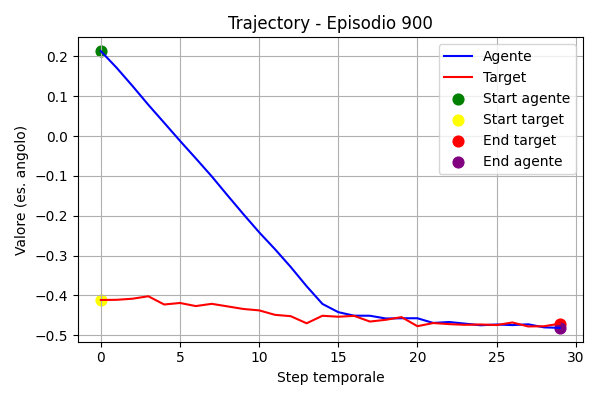 Trajectory - Episodio 900
Valore (es. angolo)
0.2
0.1
0.0
−0.1
−0.2
−0.3
−0.4
−0.5
Agente
Target
Start agente
Start target
End target
End agente
0 5 10 15 20 25 30
Step temporale